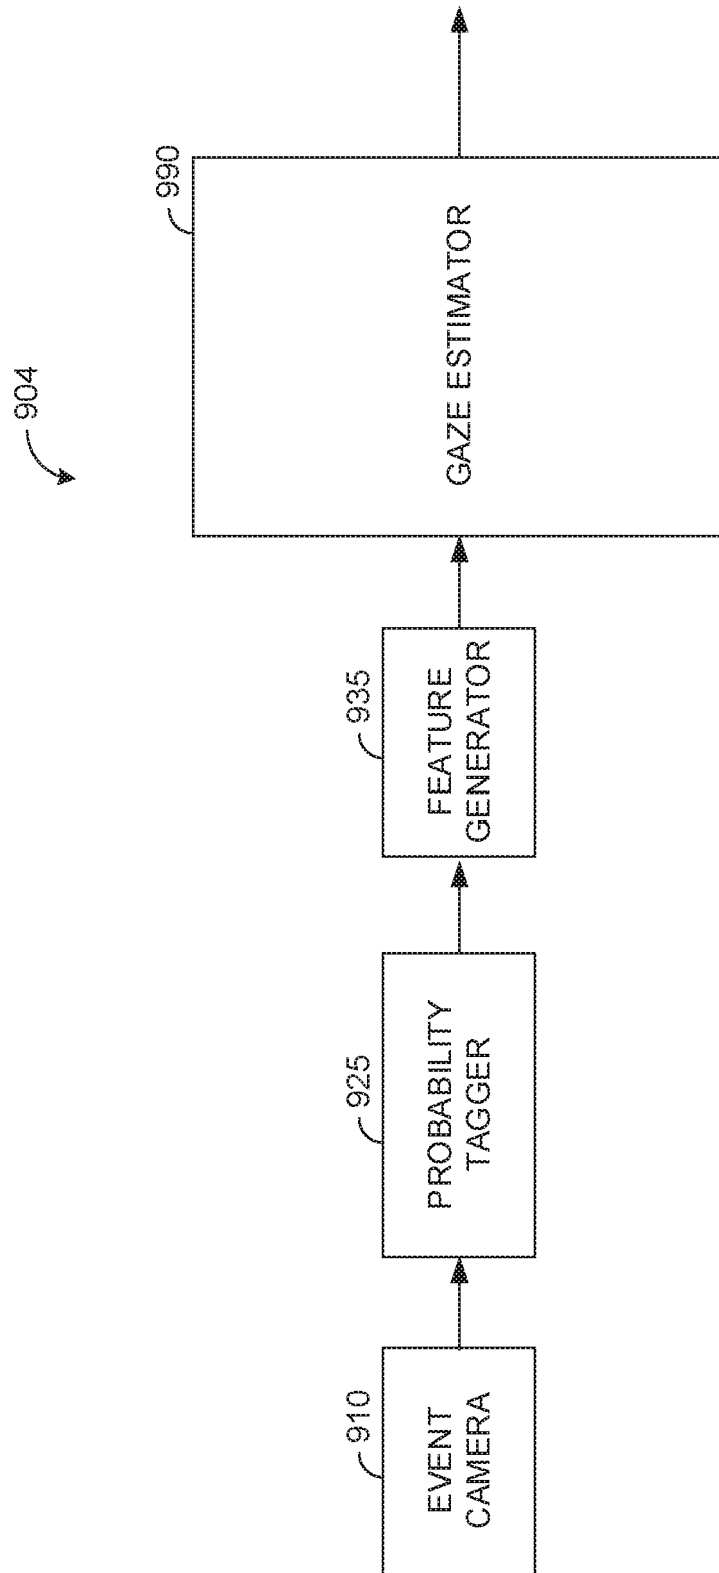 904
910
EVENT
CAMERA
925
PROBABILITY
TAGGER
935
FEATURE
GENERATOR
990
GAZE ESTIMATOR